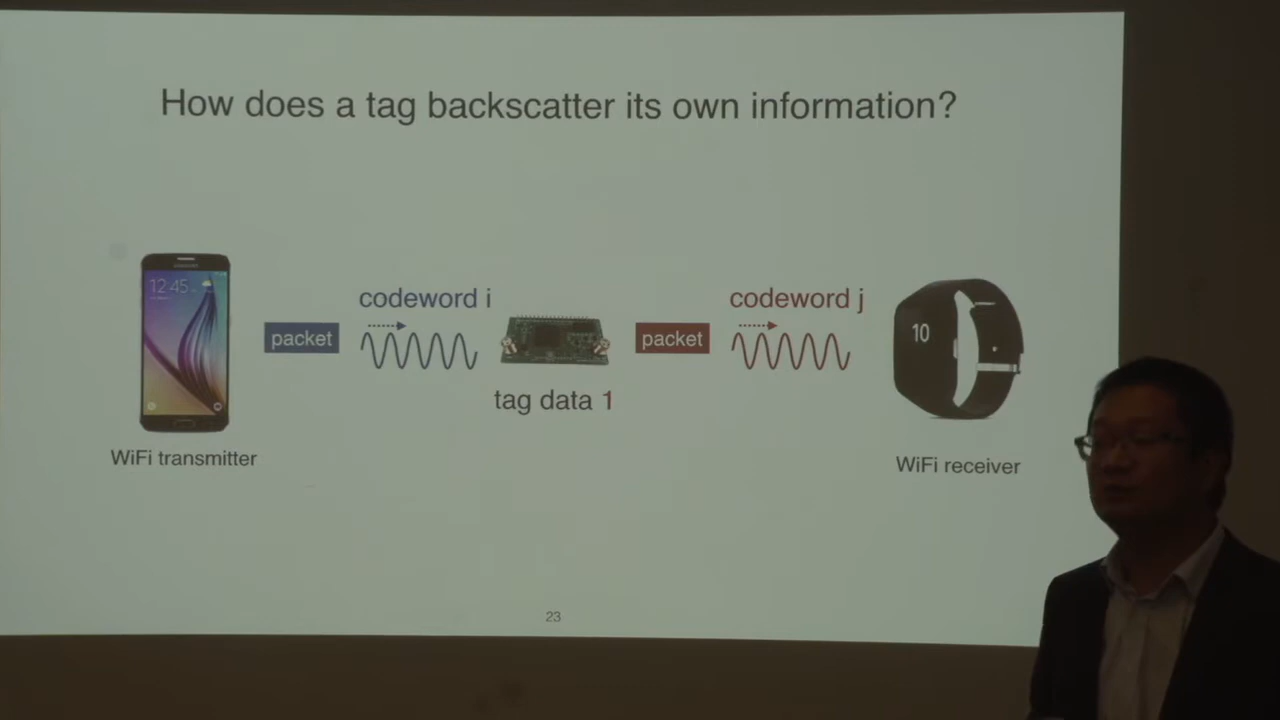 How does a tag backscatter its own information?
SAMSUNG
12:45
codeword i
codeword j
packet
packet
10
tag data 1
WiFi transmitter
WiFi receiver
23